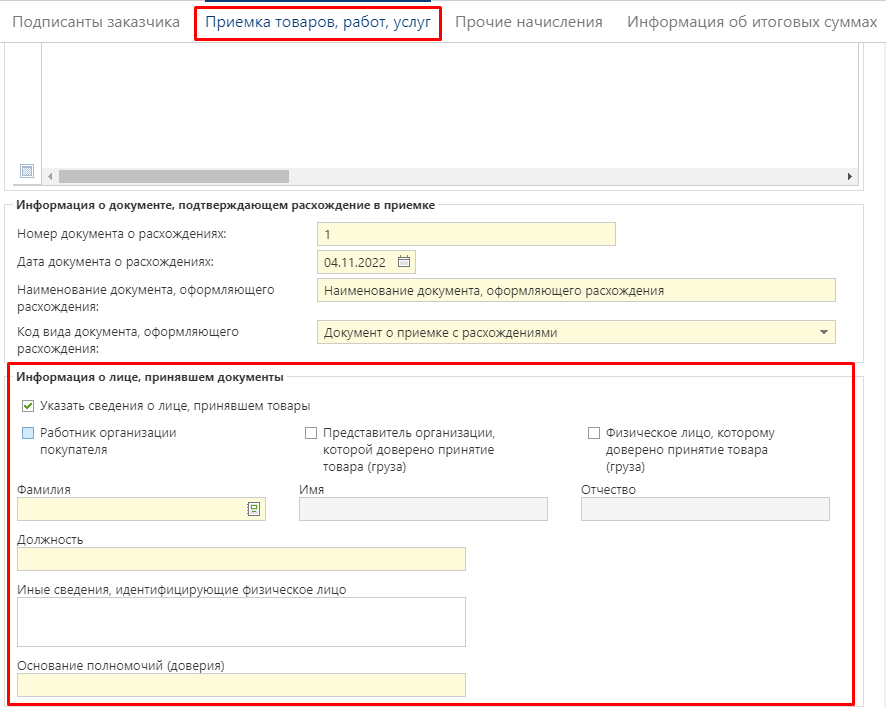 Подписанты заказчика Приемка товаров, работ, услуг Прочие начисления Информация об итоговых суммах
Информация о документе, подтверждающем расхождение в приемке
Номер документа о расхождениях: 1
Дата документа о расхождениях: 04.11.2022
Наименование документа, оформляющего
расхождения:
Наименование документа, оформляющего расхождения
Код вида документа, оформляющего
расхождения:
Документ о приемке с расхождениями
Информация о лице, принявшем документы
Указать сведения о лице, принявшем товары
Работник организации
покупателя
Представитель организации,
которой доверено принятие
товара (груза)
Физическое лицо, которому
доверено принятие товара
(груза)
Фамилия Имя Отчество
Должность
Иные сведения, идентифицирующие физическое лицо
Основание полномочий (доверия)